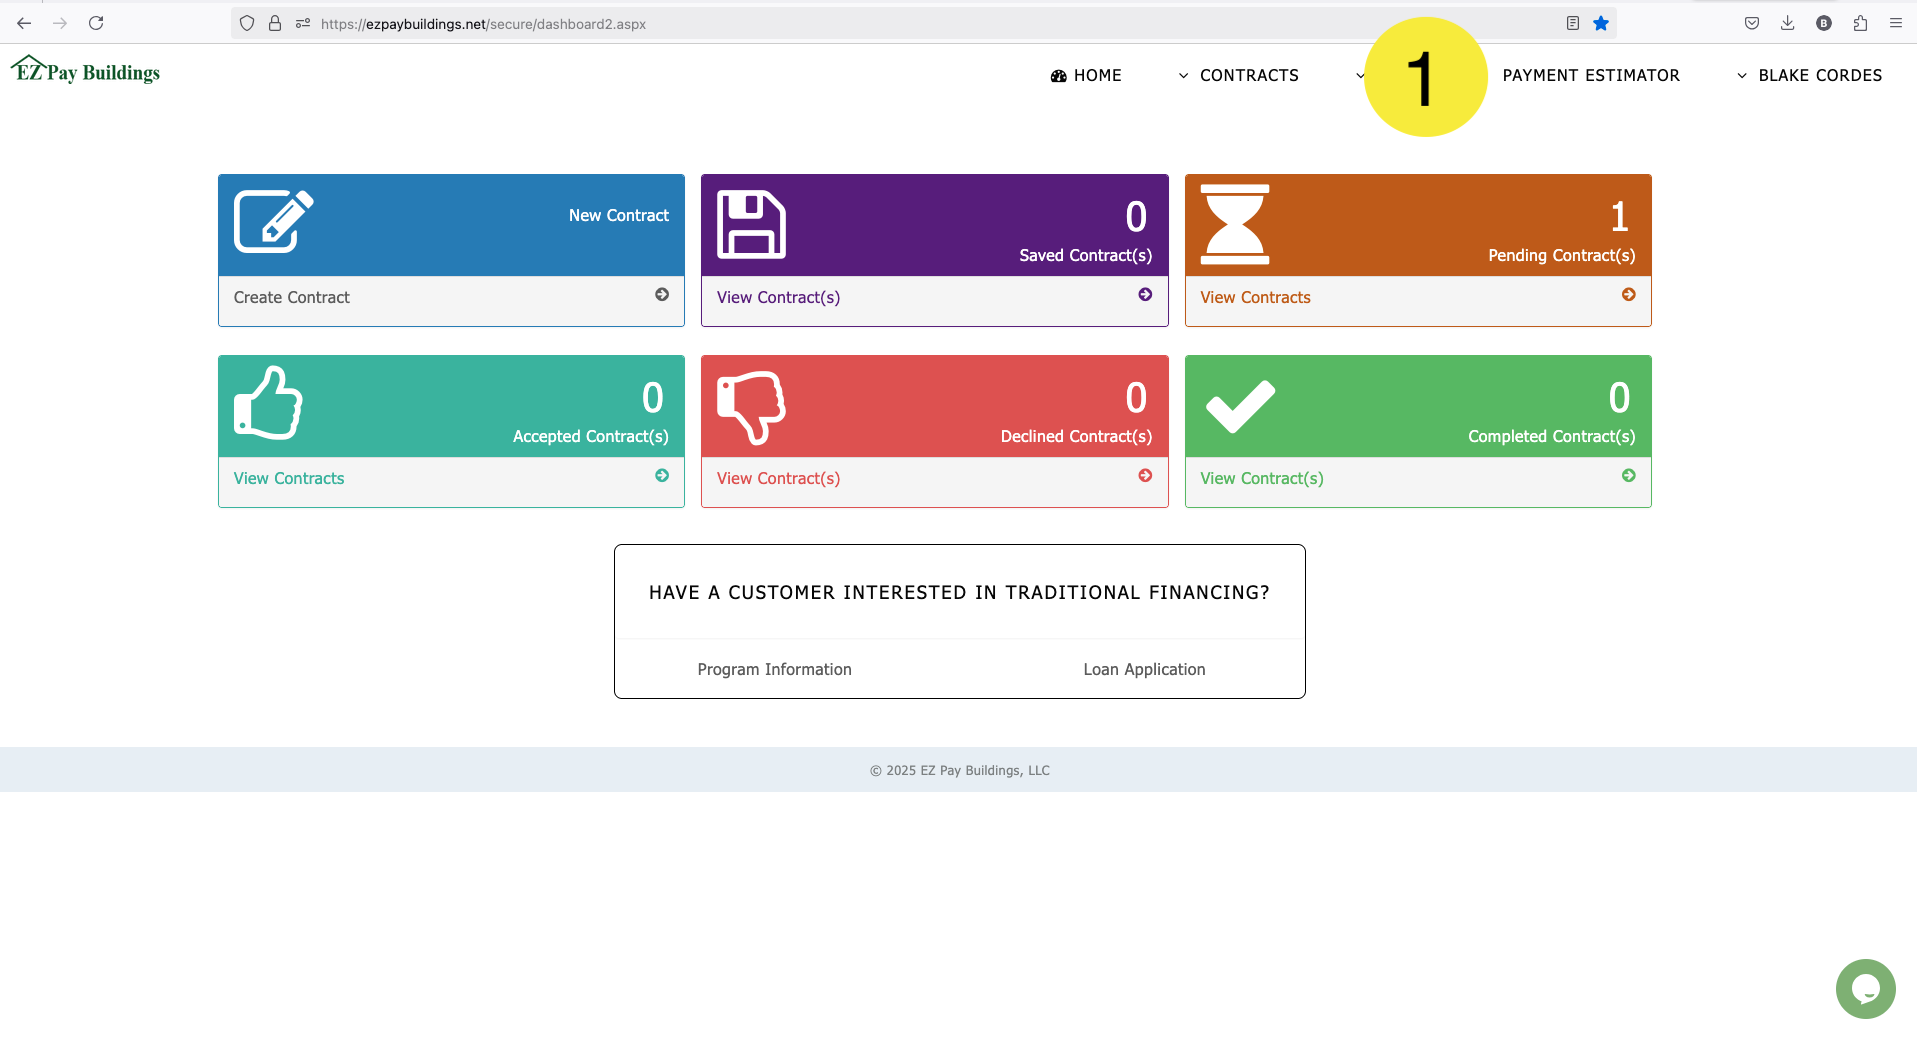 https://ezpaybuildings.net/secure/dashboard2.aspx
B
EZ Pay Buildings
HOME
CONTRACTS
1
PAYMENT ESTIMATOR
BLAKE CORDES
New Contract
Create Contract
0
Saved Contract(s)
View Contract(s)
1
Pending Contract(s)
View Contracts
0
Accepted Contract(s)
View Contracts
0
Declined Contract(s)
View Contract(s)
0
Completed Contract(s)
View Contract(s)
HAVE A CUSTOMER INTERESTED IN TRADITIONAL FINANCING?
Program Information
Loan Application
© 2025 EZ Pay Buildings, LLC